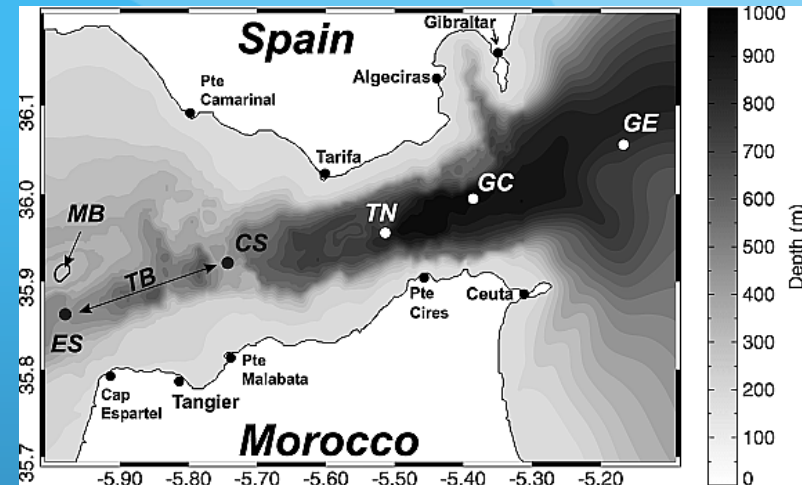 Spain
Gibraltar
Pte
Camarinal
Algeciras
Tarifa
GE
GC
TN
MB
CS
TB
ES
Pte
Cires
Ceuta
Pte
Malabata
Cap
Espartel
Tangier
Morocco
36.1
36.0
35.9
35.8
35.7
-5.90
-5.80
-5.70
-5.60
-5.50
-5.40
-5.30
-5.20
1000
900
800
700
600
500
400
300
200
100
0
Depth (m)